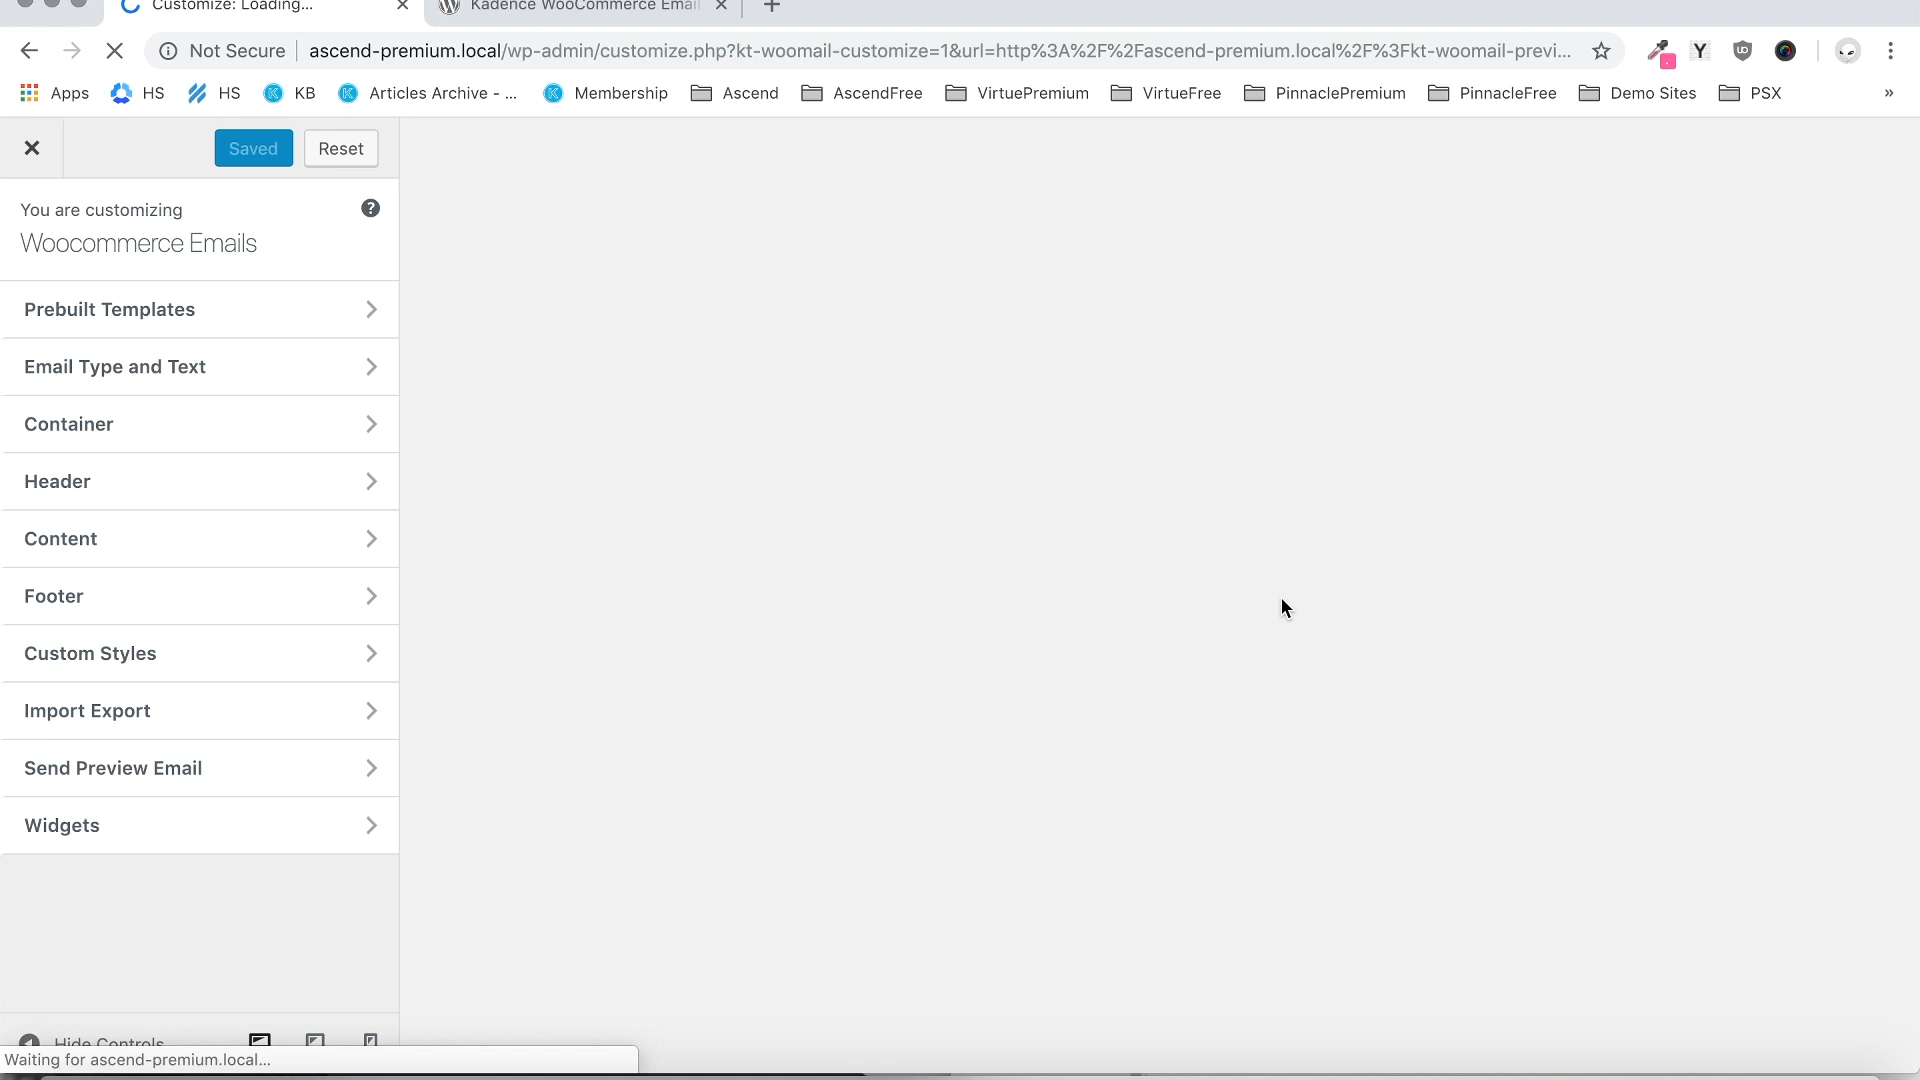 Customize: Loading...
Kadence WooCommerce Email
Not Secure
ascend-premium.local/wp-admin/customize.php?kt-woomail-customize=1&url=http%3A%2F%2Fascend-premium.local%2F%3Fkt-woomail-previ...
Apps HS HS KB Articles Archive - ... Membership Ascend AscendFree VirtuePremium VirtueFree PinnaclePremium PinnacleFree Demo Sites PSX »
Saved Reset
You are customizing
Woocommerce Emails
Prebuilt Templates
Email Type and Text
Container
Header
Content
Footer
Custom Styles
Import Export
Send Preview Email
Widgets
Hide Controls
Waiting for ascend-premium.local...